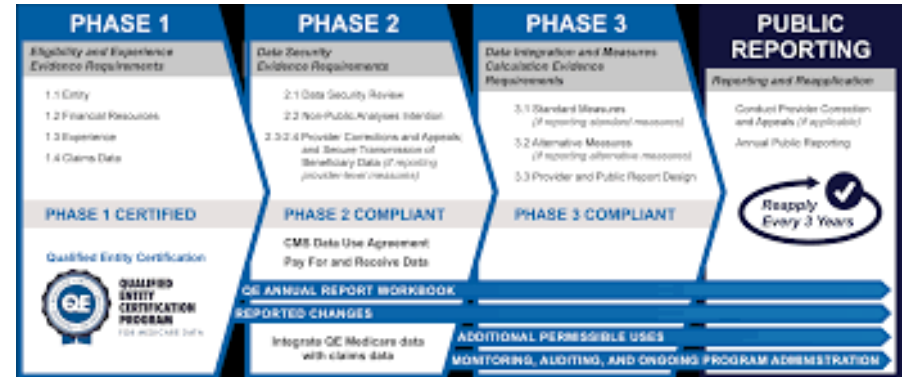 PHASE 1
Eligibility and Experience
Evidence Requirements
1.1 Entity
1.2 Financial Resources
1.3 Experience
1.4 Claims Data
PHASE 1 CERTIFIED
Qualified Entity Certification
QE
QUALIFIED
ENTITY
CERTIFICATION
PROGRAM
FOR MEDICARE DATA
PHASE 2
Data Security
Evidence Requirements
2.1 Data Security Review
2.2 Non-Public Analyses Intention
2.3/2.4 Provider Corrections and Appeals;
and Secure Transmission of
Beneficiary Data (if reporting
provider-level measures)
PHASE 2 COMPLIANT
CMS Data Use Agreement
Pay For and Receive Data
PHASE 3
Data Integration and Measures
Calculation Evidence
Requirements
3.1 Standard Measures
(if reporting standard measures)
3.2 Alternative Measures
(if reporting alternative measures)
3.3 Provider and Public Report Design
PHASE 3 COMPLIANT
PUBLIC
REPORTING
Reporting and Reapplication
Conduct Provider Correction
and Appeals (if applicable)
Annual Public Reporting
Reapply
Every 3 Years
QE ANNUAL REPORT WORKBOOK
REPORTED CHANGES
Integrate QE Medicare data
with claims data
ADDITIONAL PERMISSIBLE USES
MONITORING, AUDITING, AND ONGOING PROGRAM ADMINISTRATION